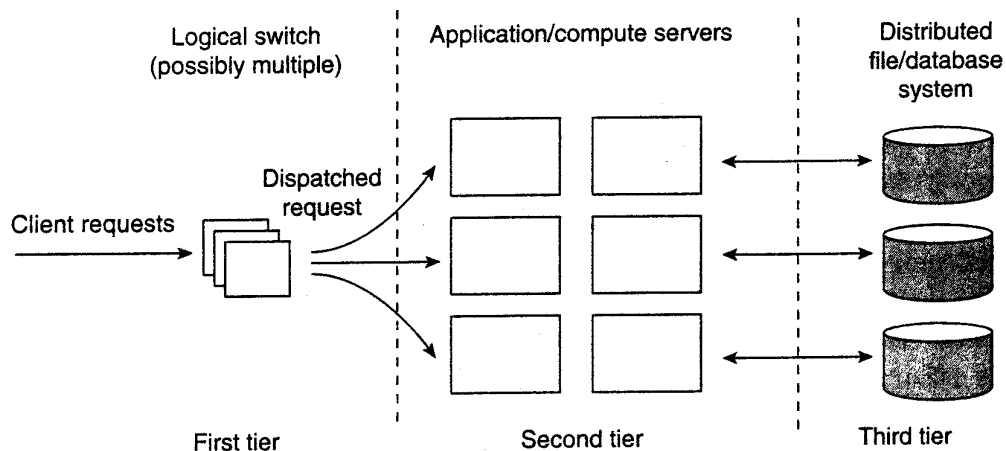 Logical switch
(possibly multiple)
Application/compute servers
Distributed
file/database
system
Dispatched
request
Client requests
First tier
Second tier
Third tier